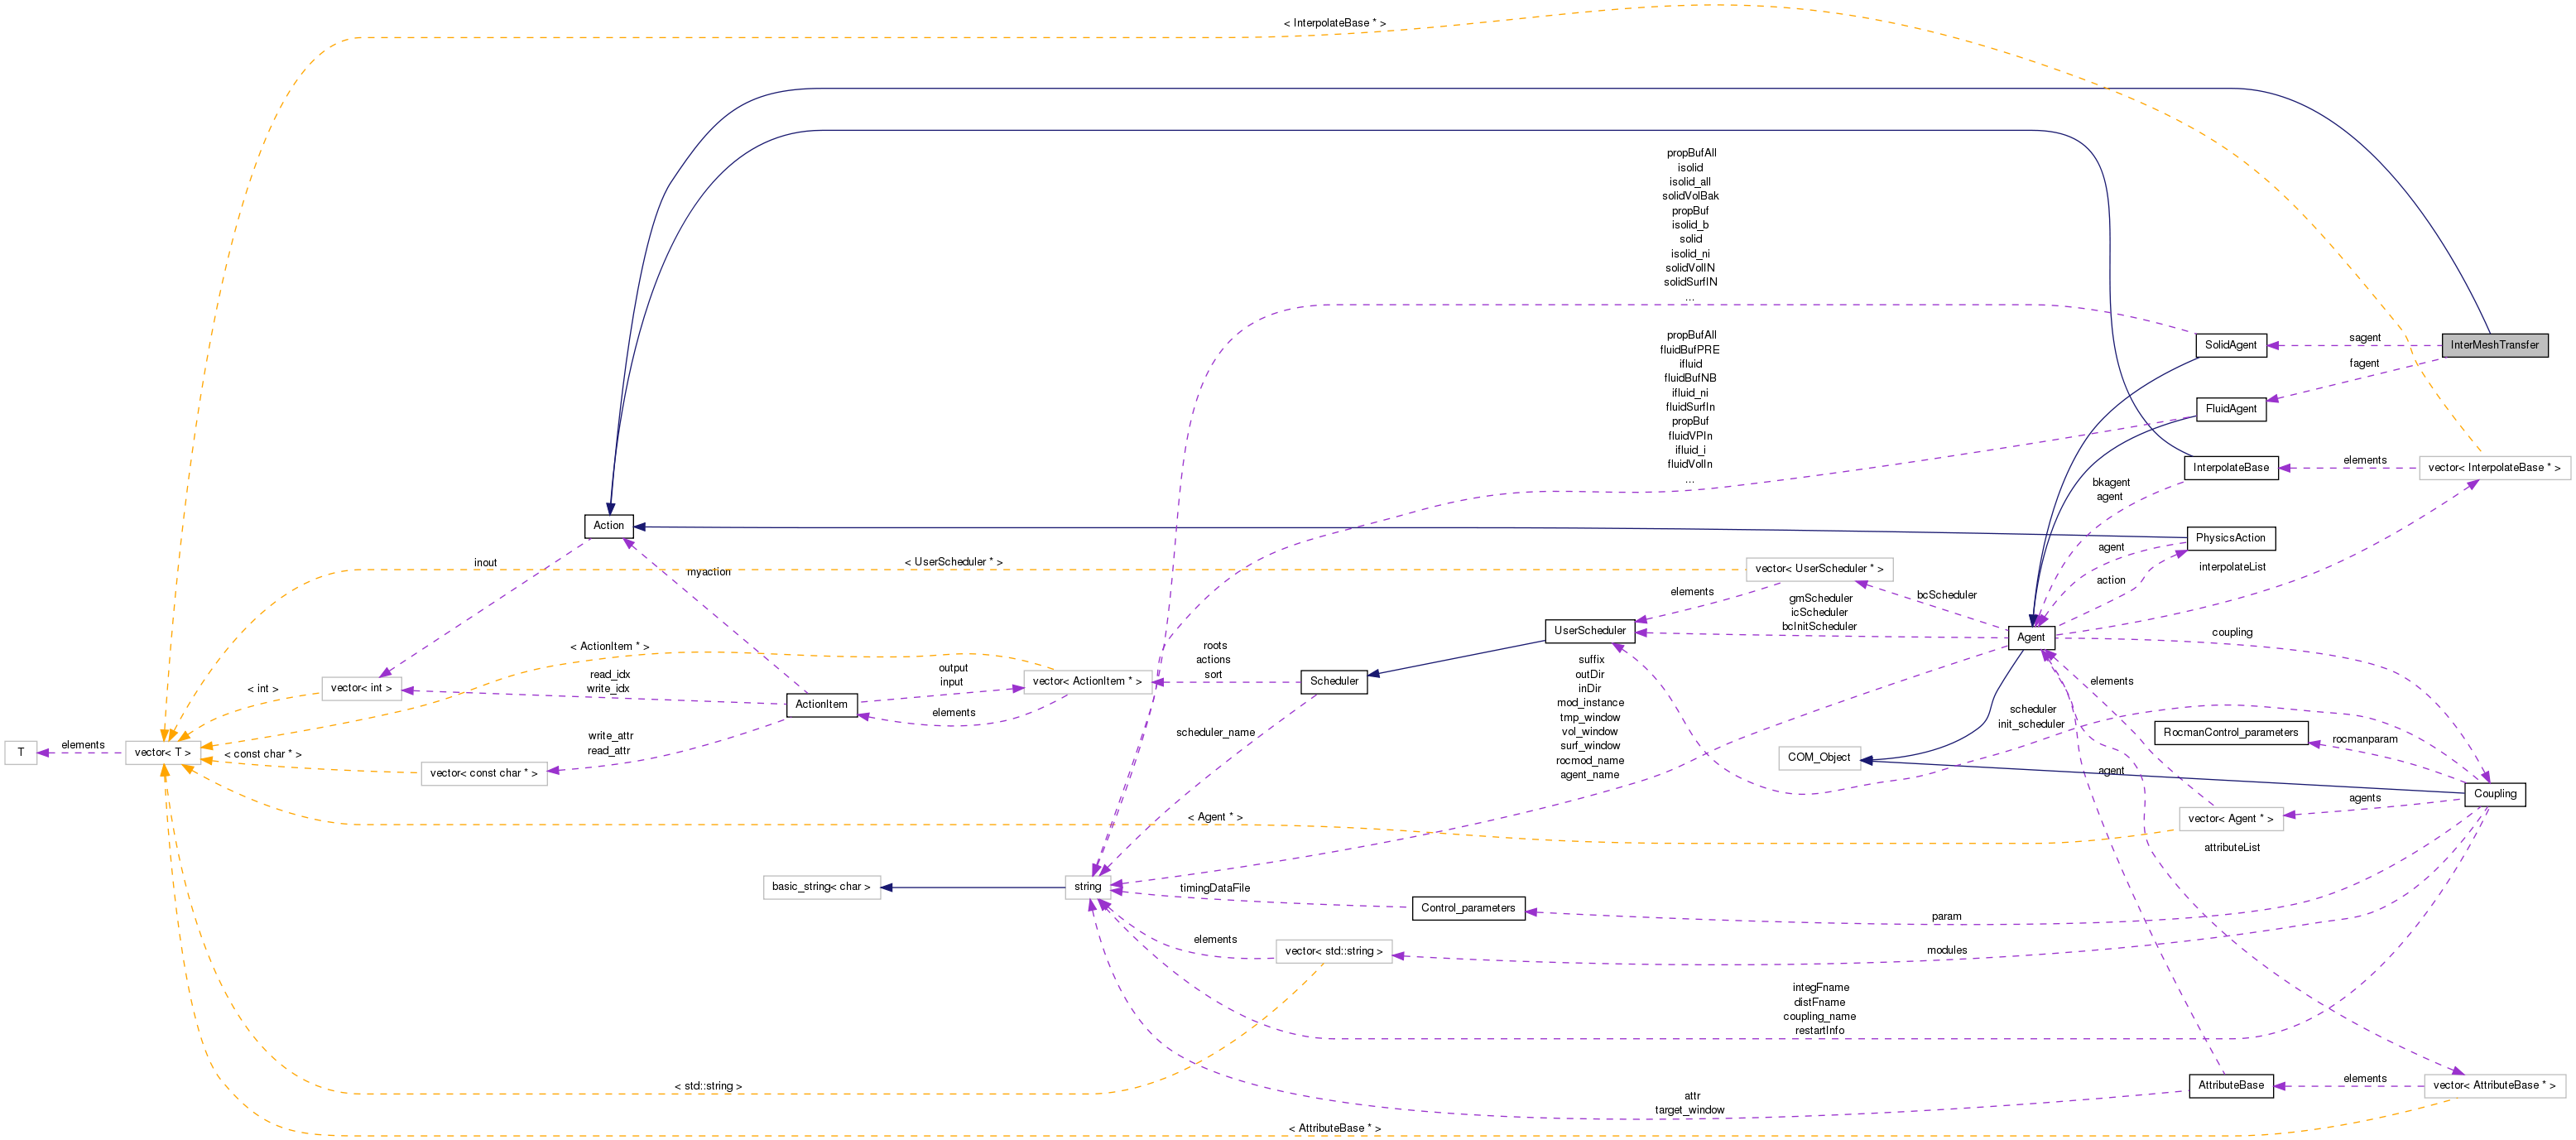 < InterpolateBase * >
propBufAll
isolid
isolid_all
solidVolBak
propBuf
isolid_b
solid
isolid_ni
solidVolIN
solidSurfIN
...
SolidAgent
sagent
InterMeshTransfer
fagent
propBufAll
fluidBufPRE
ifluid
fluidBufNB
ifluid_ni
fluidSurfIn
propBuf
fluidVPIn
ifluid_i
fluidVolIn
...
FluidAgent
InterpolateBase
elements
vector< InterpolateBase * >
bkagent
agent
Action
PhysicsAction
agent
inout
myaction
< UserScheduler * >
vector< UserScheduler * >
action
interpolateList
elements
bcScheduler
gmScheduler
icScheduler
bcInitScheduler
UserScheduler
Agent
coupling
< ActionItem * >
roots
actions
sort
suffix
outDir
inDir
mod_instance
tmp_window
vol_window
surf_window
rocmod_name
agent_name
output
input
read_idx
write_idx
< int >
vector< int >
ActionItem
vector< ActionItem * >
Scheduler
elements
elements
scheduler
init_scheduler
scheduler_name
RocmanControl_parameters
rocmanparam
write_attr
read_attr
T
elements
vector< T >
< const char * >
vector< const char * >
COM_Object
agent
Coupling
agents
< Agent * >
vector< Agent * >
attributeList
basic_string< char >
string
timingDataFile
Control_parameters
param
elements
vector< std::string >
modules
integFname
distFname
coupling_name
restartInfo
< std::string >
attr
target_window
AttributeBase
elements
vector< AttributeBase * >
< AttributeBase * >